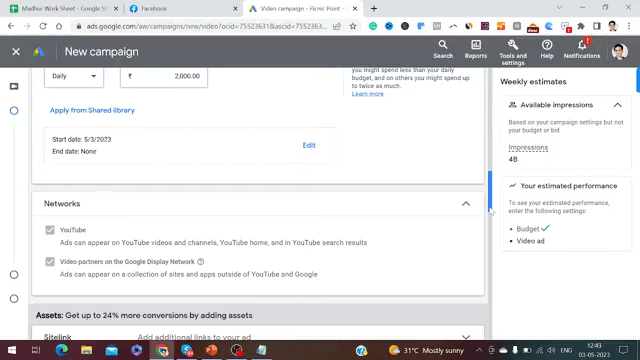 Madhur Work Sheet - Google S
Facebook
Video campaign - Picnic Point -
ads.google.com/aw/campaigns/new/video?ocid=75523631&ascid=75523631
New campaign
Search
Reports
Tools and settings
Help
Notifications
Daily
₹ 2,000.00
you might spend less than your daily
budget, and on others you might spend up
to twice as much.
Learn more
Apply from Shared library
Start date: 5/3/2023
End date: None
Edit
Networks
YouTube
Ads can appear on YouTube videos and channels, YouTube home, and in YouTube search results
Video partners on the Google Display Network
Ads can appear on a collection of sites and apps outside of YouTube and Google
Assets: Get up to 24% more conversions by adding assets
Sitelink
Add additional links to your ad
Weekly estimates
Available impressions
Based on your campaign settings but not
your budget or bid
Impressions
4B
Your estimated performance
To see your estimated performance,
enter the following settings:
• Budget
• Video ad
31°C Mostly sunny
ENG
12:43
03-05-2023